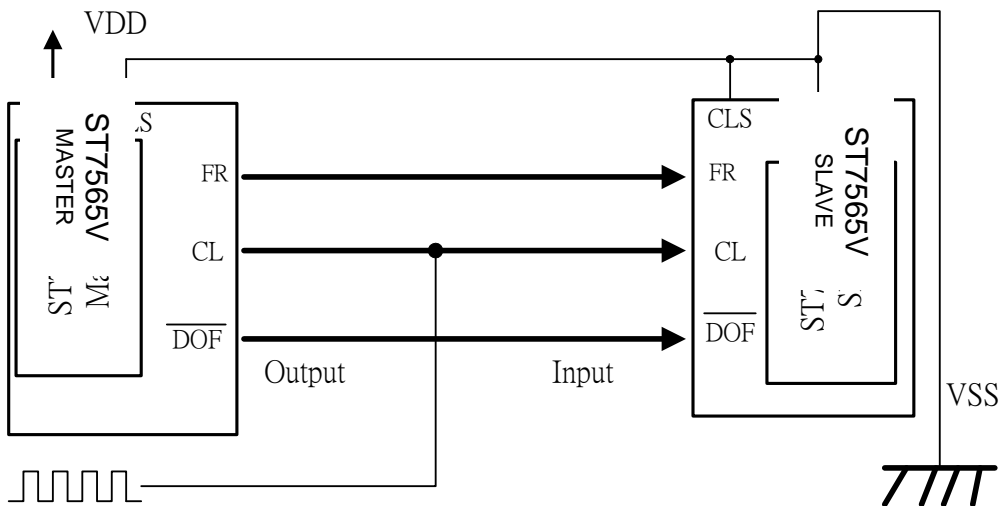 VDD
ST7565V
MASTER
FR
CL
DOF
Output
Input
CLS
FR
CL
DOF
ST7565V
SLAVE
VSS